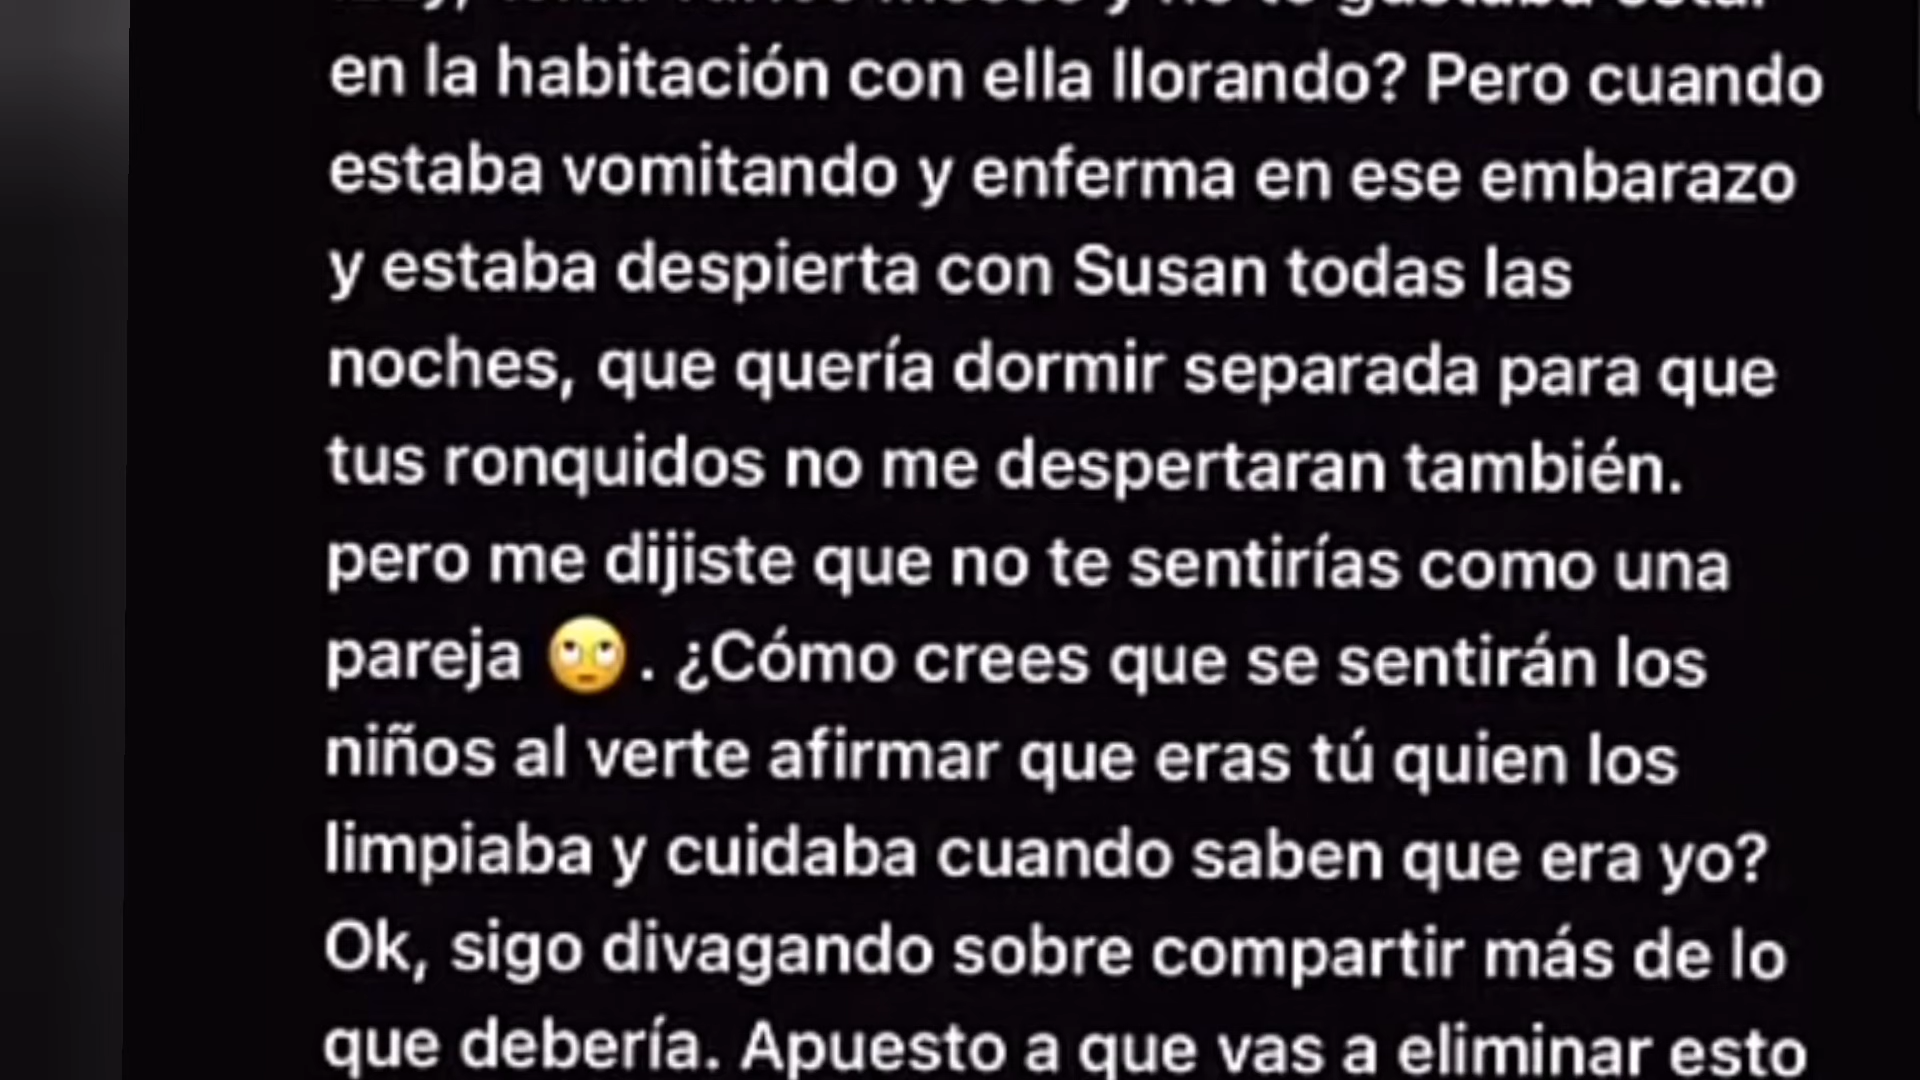 en la habitación con ella llorando? Pero cuando
estaba vomitando y enferma en ese embarazo
y estaba despierta con Susan todas las
noches, que quería dormir separada para que
tus ronquidos no me despertaran también.
pero me dijiste que no te sentirías como una
pareja 🙄. ¿Cómo crees que se sentirán los
niños al verte afirmar que eras tú quien los
limpiaba y cuidaba cuando saben que era yo?
Ok, sigo divagando sobre compartir más de lo
que debería. Apuesto a que vas a eliminar esto